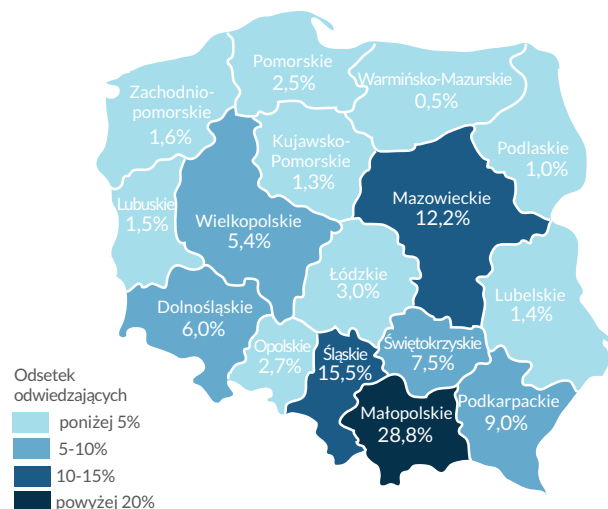 Pomorskie
2,5%
Warmińsko-Mazurskie
0,5%
Zachodnio-
pomorskie
1,6%
Kujawsko-
Pomorskie
1,3%
Podlaskie
1,0%
Mazowieckie
12,2%
Lubuskie
1,5%
Wielkopolskie
5,4%
Łódzkie
3,0%
Lubelskie
1,4%
Dolnośląskie
6,0%
Opolskie
2,7%
Śląskie
15,5%
Świętokrzyskie
7,5%
Małopolskie
28,8%
Podkarpackie
9,0%
Odsetek
odwiedzających
poniżej 5%
5-10%
10-15%
powyżej 20%